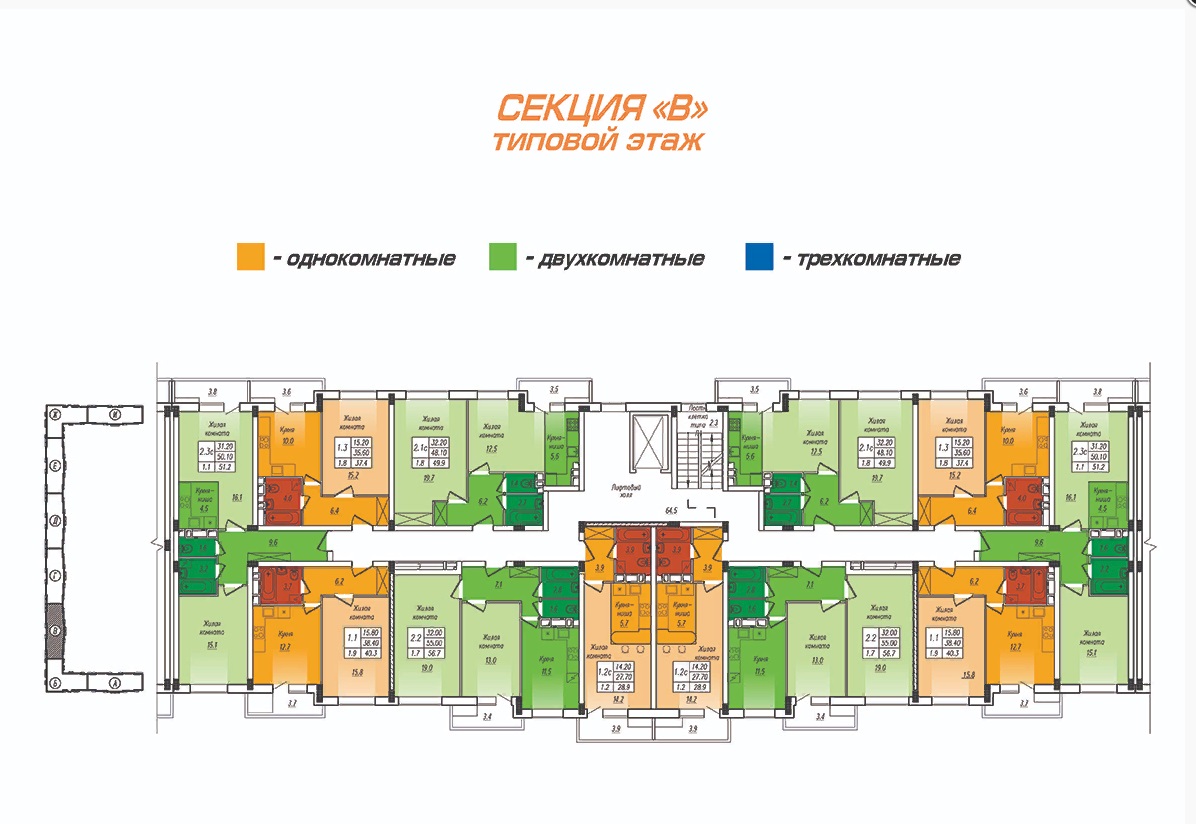 СЕКЦИЯ «В»
ТИПОВОЙ ЭТАЖ
- однокомнатные
- двухкомнатные
- трехкомнатные
3.8
3.6
3.5
3.5
3.6
3.8
Жилая комната
2.3с 31.20 50.10
1.1 51.2
16.1
Кухня-ниша
4.5
Кухня
10.0
Жилая комната
1.3 15.20 35.60
1.8 37.4
15.2
4.0
6.4
Жилая комната
2.1с 32.20 48.10
1.8 49.9
19.7
Жилая комната
12.5
Кухня-ниша
5.6
6.2
Лифтовый холл
64.5
2.3
Кухня-ниша
5.6
Жилая комната
12.5
6.2
Жилая комната
2.1с 32.20 48.10
1.8 49.9
19.7
Жилая комната
1.3 15.20 35.60
1.8 37.4
15.2
Кухня
10.0
6.4
4.0
Жилая комната
2.3с 31.20 50.10
1.1 51.2
16.1
Кухня-ниша
4.5
9.6
9.6
Жилая комната
15.1
Кухня
12.7
6.2
Жилая комната
1.1 15.80 38.40
1.9 40.3
15.8
Жилая комната
2.2 32.00 55.00
1.7 56.7
19.0
7.1
Жилая комната
13.0
Кухня
11.5
3.9
3.9
Кухня-ниша
5.7
Жилая комната
1.2с 14.20 27.70
1.2 28.9
14.2
3.9
3.9
Кухня-ниша
5.7
Жилая комната
1.2с 14.20 27.70
1.2 28.9
14.2
7.1
Кухня
11.5
Жилая комната
13.0
Жилая комната
2.2 32.00 55.00
1.7 56.7
19.0
6.2
Жилая комната
1.1 15.80 38.40
1.9 40.3
15.8
Кухня
12.7
Жилая комната
15.1
3.4
3.9
3.9
3.4
Ж
И
Е
Д
Г
В
Б
А